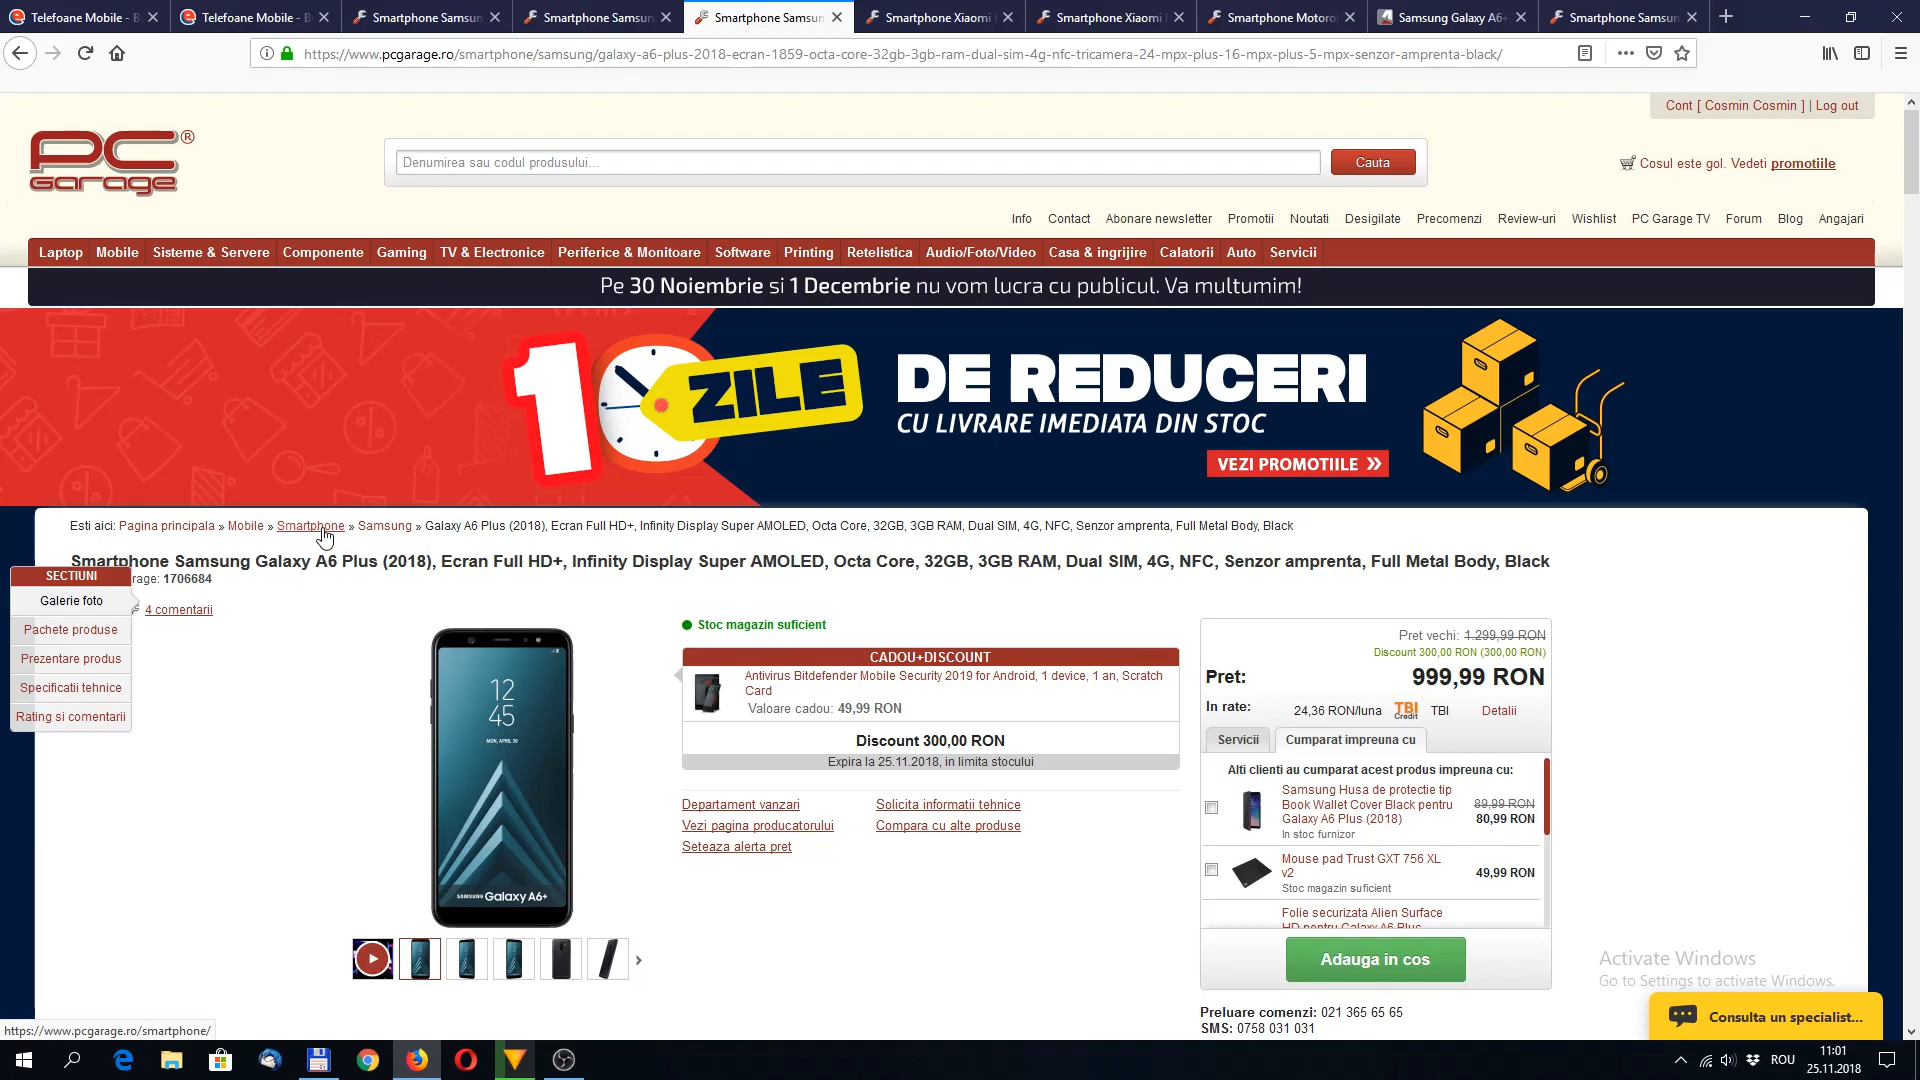 Telefoane Mobile - B
Telefoane Mobile - B
Smartphone Samsun
Smartphone Samsun
Smartphone Samsun
Smartphone Xiaomi
Smartphone Xiaomi
Smartphone Motoro
Samsung Galaxy A6+
Smartphone Samsun
https://www.pcgarage.ro/smartphone/samsung/galaxy-a6-plus-2018-ecran-1859-octa-core-32gb-3gb-ram-dual-sim-4g-nfc-tricamera-24-mpx-plus-16-mpx-plus-5-mpx-senzor-amprenta-black/
Cont [ Cosmin Cosmin ] | Log out
PC Garage ®
Denumirea sau codul produsului...
Cauta
Cosul este gol. Vedeti promotiile
Info Contact Abonare newsletter Promotii Noutati Desigilate Precomenzi Review-uri Wishlist PC Garage TV Forum Blog Angajari
Laptop Mobile Sisteme & Servere Componente Gaming TV & Electronice Periferice & Monitoare Software Printing Retelistica Audio/Foto/Video Casa & ingrijire Calatorii Auto Servicii
Pe 30 Noiembrie si 1 Decembrie nu vom lucra cu publicul. Va multumim!
10 ZILE DE REDUCERI
CU LIVRARE IMEDIATA DIN STOC
VEZI PROMOTIILE »
Esti aici: Pagina principala » Mobile » Smartphone » Samsung » Galaxy A6 Plus (2018), Ecran Full HD+, Infinity Display Super AMOLED, Octa Core, 32GB, 3GB RAM, Dual SIM, 4G, NFC, Senzor amprenta, Full Metal Body, Black
Smartphone Samsung Galaxy A6 Plus (2018), Ecran Full HD+, Infinity Display Super AMOLED, Octa Core, 32GB, 3GB RAM, Dual SIM, 4G, NFC, Senzor amprenta, Full Metal Body, Black
SECTIUNI
rage: 1706684
Galerie foto
4 comentarii
Pachete produse
Prezentare produs
Specificatii tehnice
Rating si comentarii
12
45
MON, APRIL 30
SAMSUNG Galaxy A6+
Stoc magazin suficient
CADOU+DISCOUNT
Antivirus Bitdefender Mobile Security 2019 for Android, 1 device, 1 an, Scratch
Card
Valoare cadou: 49,99 RON
Discount 300,00 RON
Expira la 25.11.2018, in limita stocului
Departament vanzari
Solicita informatii tehnice
Vezi pagina producatorului
Compara cu alte produse
Seteaza alerta pret
Pret vechi: 1.299,99 RON
Discount 300,00 RON (300,00 RON)
Pret: 999,99 RON
In rate: 24,36 RON/luna TBI Credit TBI Detalii
Servicii
Cumparat impreuna cu
Alti clienti au cumparat acest produs impreuna cu:
Samsung Husa de protectie tip
Book Wallet Cover Black pentru
Galaxy A6 Plus (2018)
In stoc furnizor
89,99 RON
80,99 RON
Mouse pad Trust GXT 756 XL
v2
Stoc magazin suficient
49,99 RON
Folie securizata Alien Surface
HD pentru Galaxy A6 Plus
Adauga in cos
Preluare comenzi: 021 365 65 65
SMS: 0758 031 031
Activate Windows
Go to Settings to activate Windows.
Consulta un specialist...
https://www.pcgarage.ro/smartphone/
ROU
11:01
25.11.2018